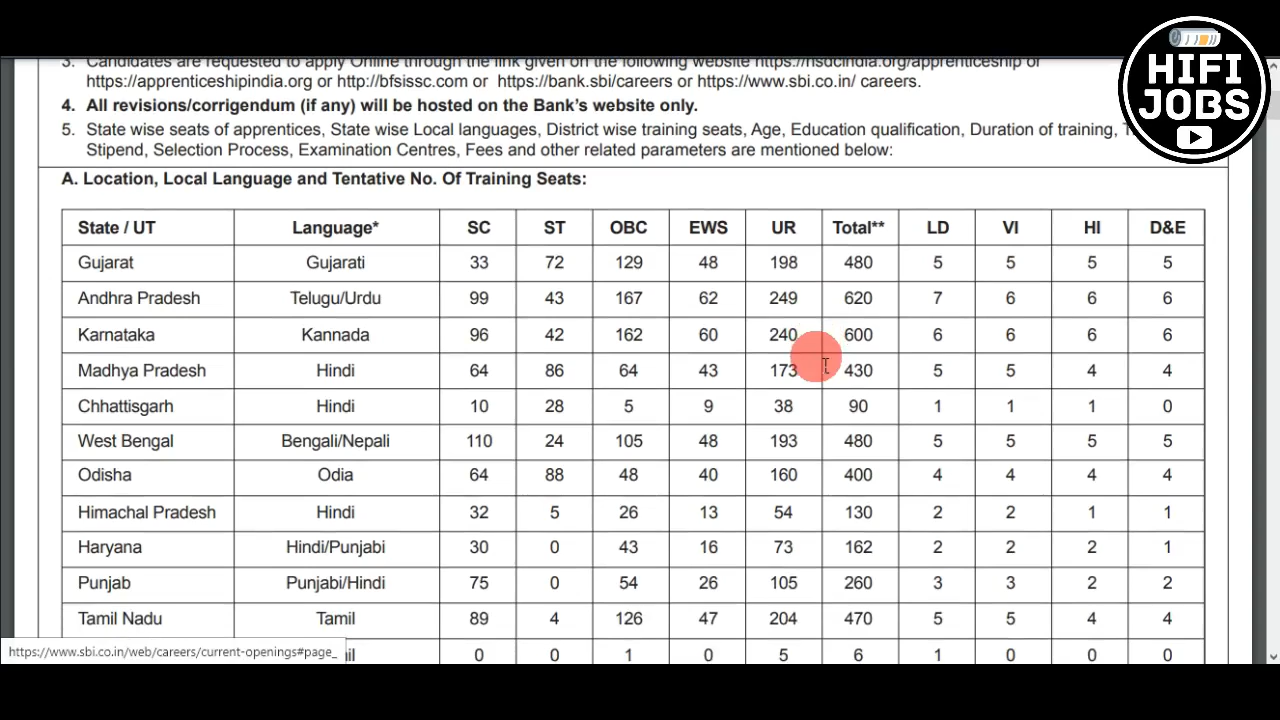 3. Candidates are requested to apply Online through the link given on the following website https://nsdcindia.org/apprenticeship or
https://apprenticeshipindia.org or http://bfsissc.com or https://bank.sbi/careers or https://www.sbi.co.in/ careers.
4. All revisions/corrigendum (if any) will be hosted on the Bank's website only.
5. State wise seats of apprentices, State wise Local languages, District wise training seats, Age, Education qualification, Duration of training,
Stipend, Selection Process, Examination Centres, Fees and other related parameters are mentioned below:
HIFI
JOBS
A. Location, Local Language and Tentative No. Of Training Seats:
State / UT Language* SC ST OBC EWS UR Total** LD VI HI D&E
Gujarat Gujarati 33 72 129 48 198 480 5 5 5 5
Andhra Pradesh Telugu/Urdu 99 43 167 62 249 620 7 6 6 6
Karnataka Kannada 96 42 162 60 240 600 6 6 6 6
Madhya Pradesh Hindi 64 86 64 43 173 430 5 5 4 4
Chhattisgarh Hindi 10 28 5 9 38 90 1 1 1 0
West Bengal Bengali/Nepali 110 24 105 48 193 480 5 5 5 5
Odisha Odia 64 88 48 40 160 400 4 4 4 4
Himachal Pradesh Hindi 32 5 26 13 54 130 2 2 1 1
Haryana Hindi/Punjabi 30 0 43 16 73 162 2 2 2 1
Punjab Punjabi/Hindi 75 0 54 26 105 260 3 3 2 2
Tamil Nadu Tamil 89 4 126 47 204 470 5 5 4 4
0 0 1 0 5 6 1 0 0 0
https://www.sbi.co.in/web/careers/current-openings#page_